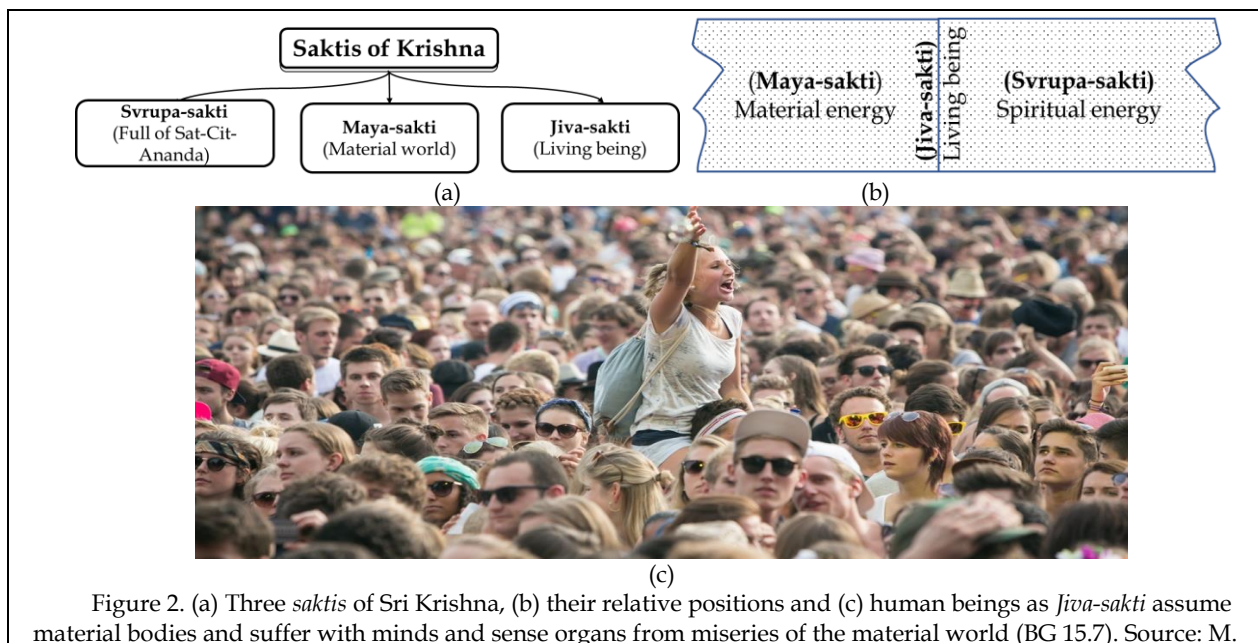 Saktis of Krishna
Svrupa-sakti
(Full of Sat-Cit-
Ananda)
Maya-sakti
(Material world)
Jiva-sakti
(Living being)
(a)
(Maya-sakti)
Material energy
(Jiva-sakti)
Living being
(Svrupa-sakti)
Spiritual energy
(b)
(c)
Figure 2. (a) Three saktis of Sri Krishna, (b) their relative positions and (c) human beings as Jiva-sakti assume
material bodies and suffer with minds and sense organs from miseries of the material world (BG 15.7). Source: M.